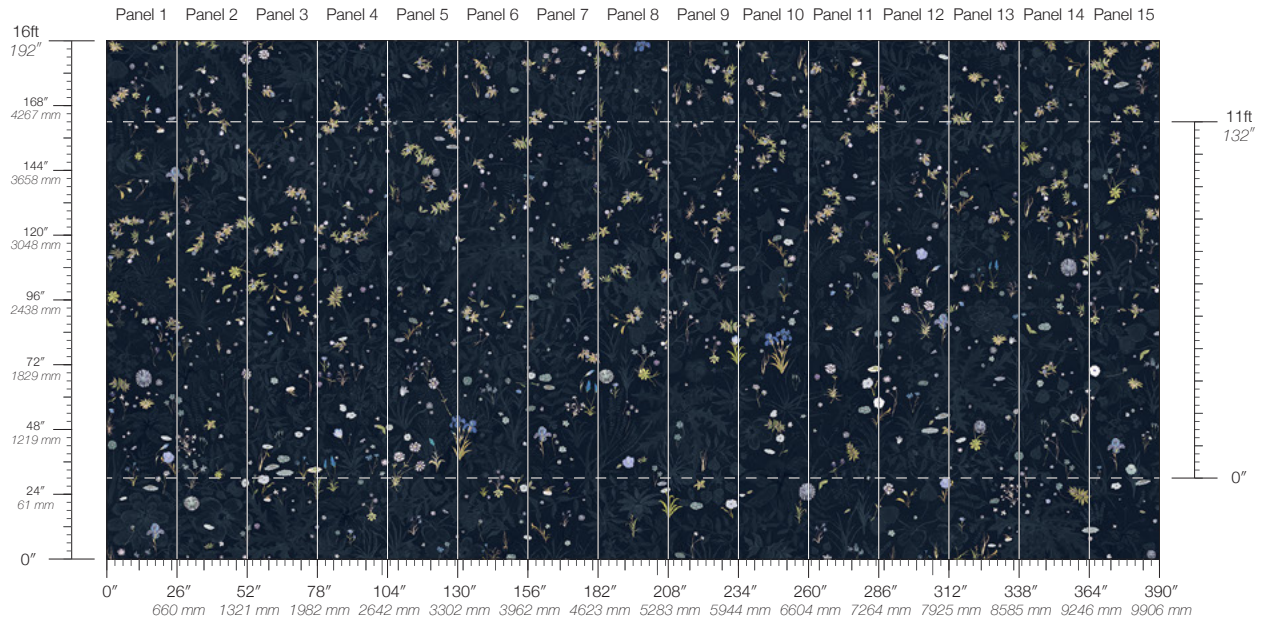 Panel 1 Panel 2 Panel 3 Panel 4 Panel 5 Panel 6 Panel 7 Panel 8 Panel 9 Panel 10 Panel 11 Panel 12 Panel 13 Panel 14 Panel 15
16ft
192″
168″
4267 mm
11ft
132″
144″
3658 mm
120″
3048 mm
96″
2438 mm
72″
1829 mm
48″
1219 mm
0″
24″
61 mm
0″
0″ 26″ 52″ 78″ 104″ 130″ 156″ 182″ 208″ 234″ 260″ 286″ 312″ 338″ 364″ 390″
660 mm 1321 mm 1982 mm 2642 mm 3302 mm 3962 mm 4623 mm 5283 mm 5944 mm 6604 mm 7264 mm 7925 mm 8585 mm 9246 mm 9906 mm